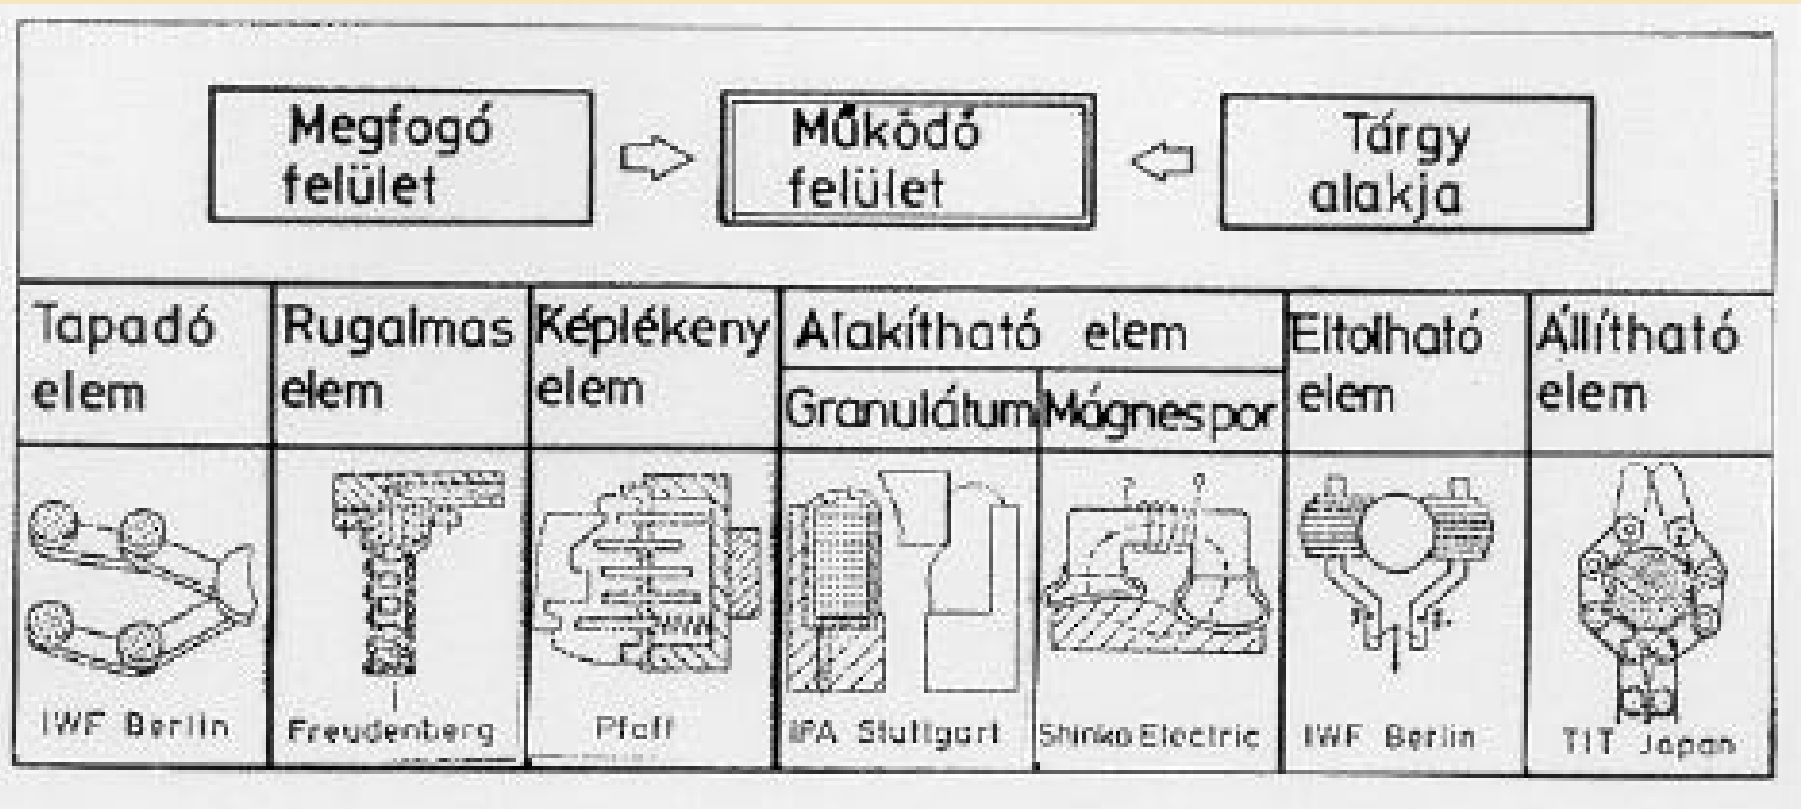 Megfogó
felület
Működő
felület
Tárgy
alakja
Tapadó
elem
Rugalmas
elem
Képlékeny
elem
Alakítható elem
Granulátum
Mágnespor
Eltolható
elem
Állítható
elem
IWF Berlin
Freudenberg
Pfaff
IPA Stuttgart
Shinko Electric
IWF Berlin
TIT Japan